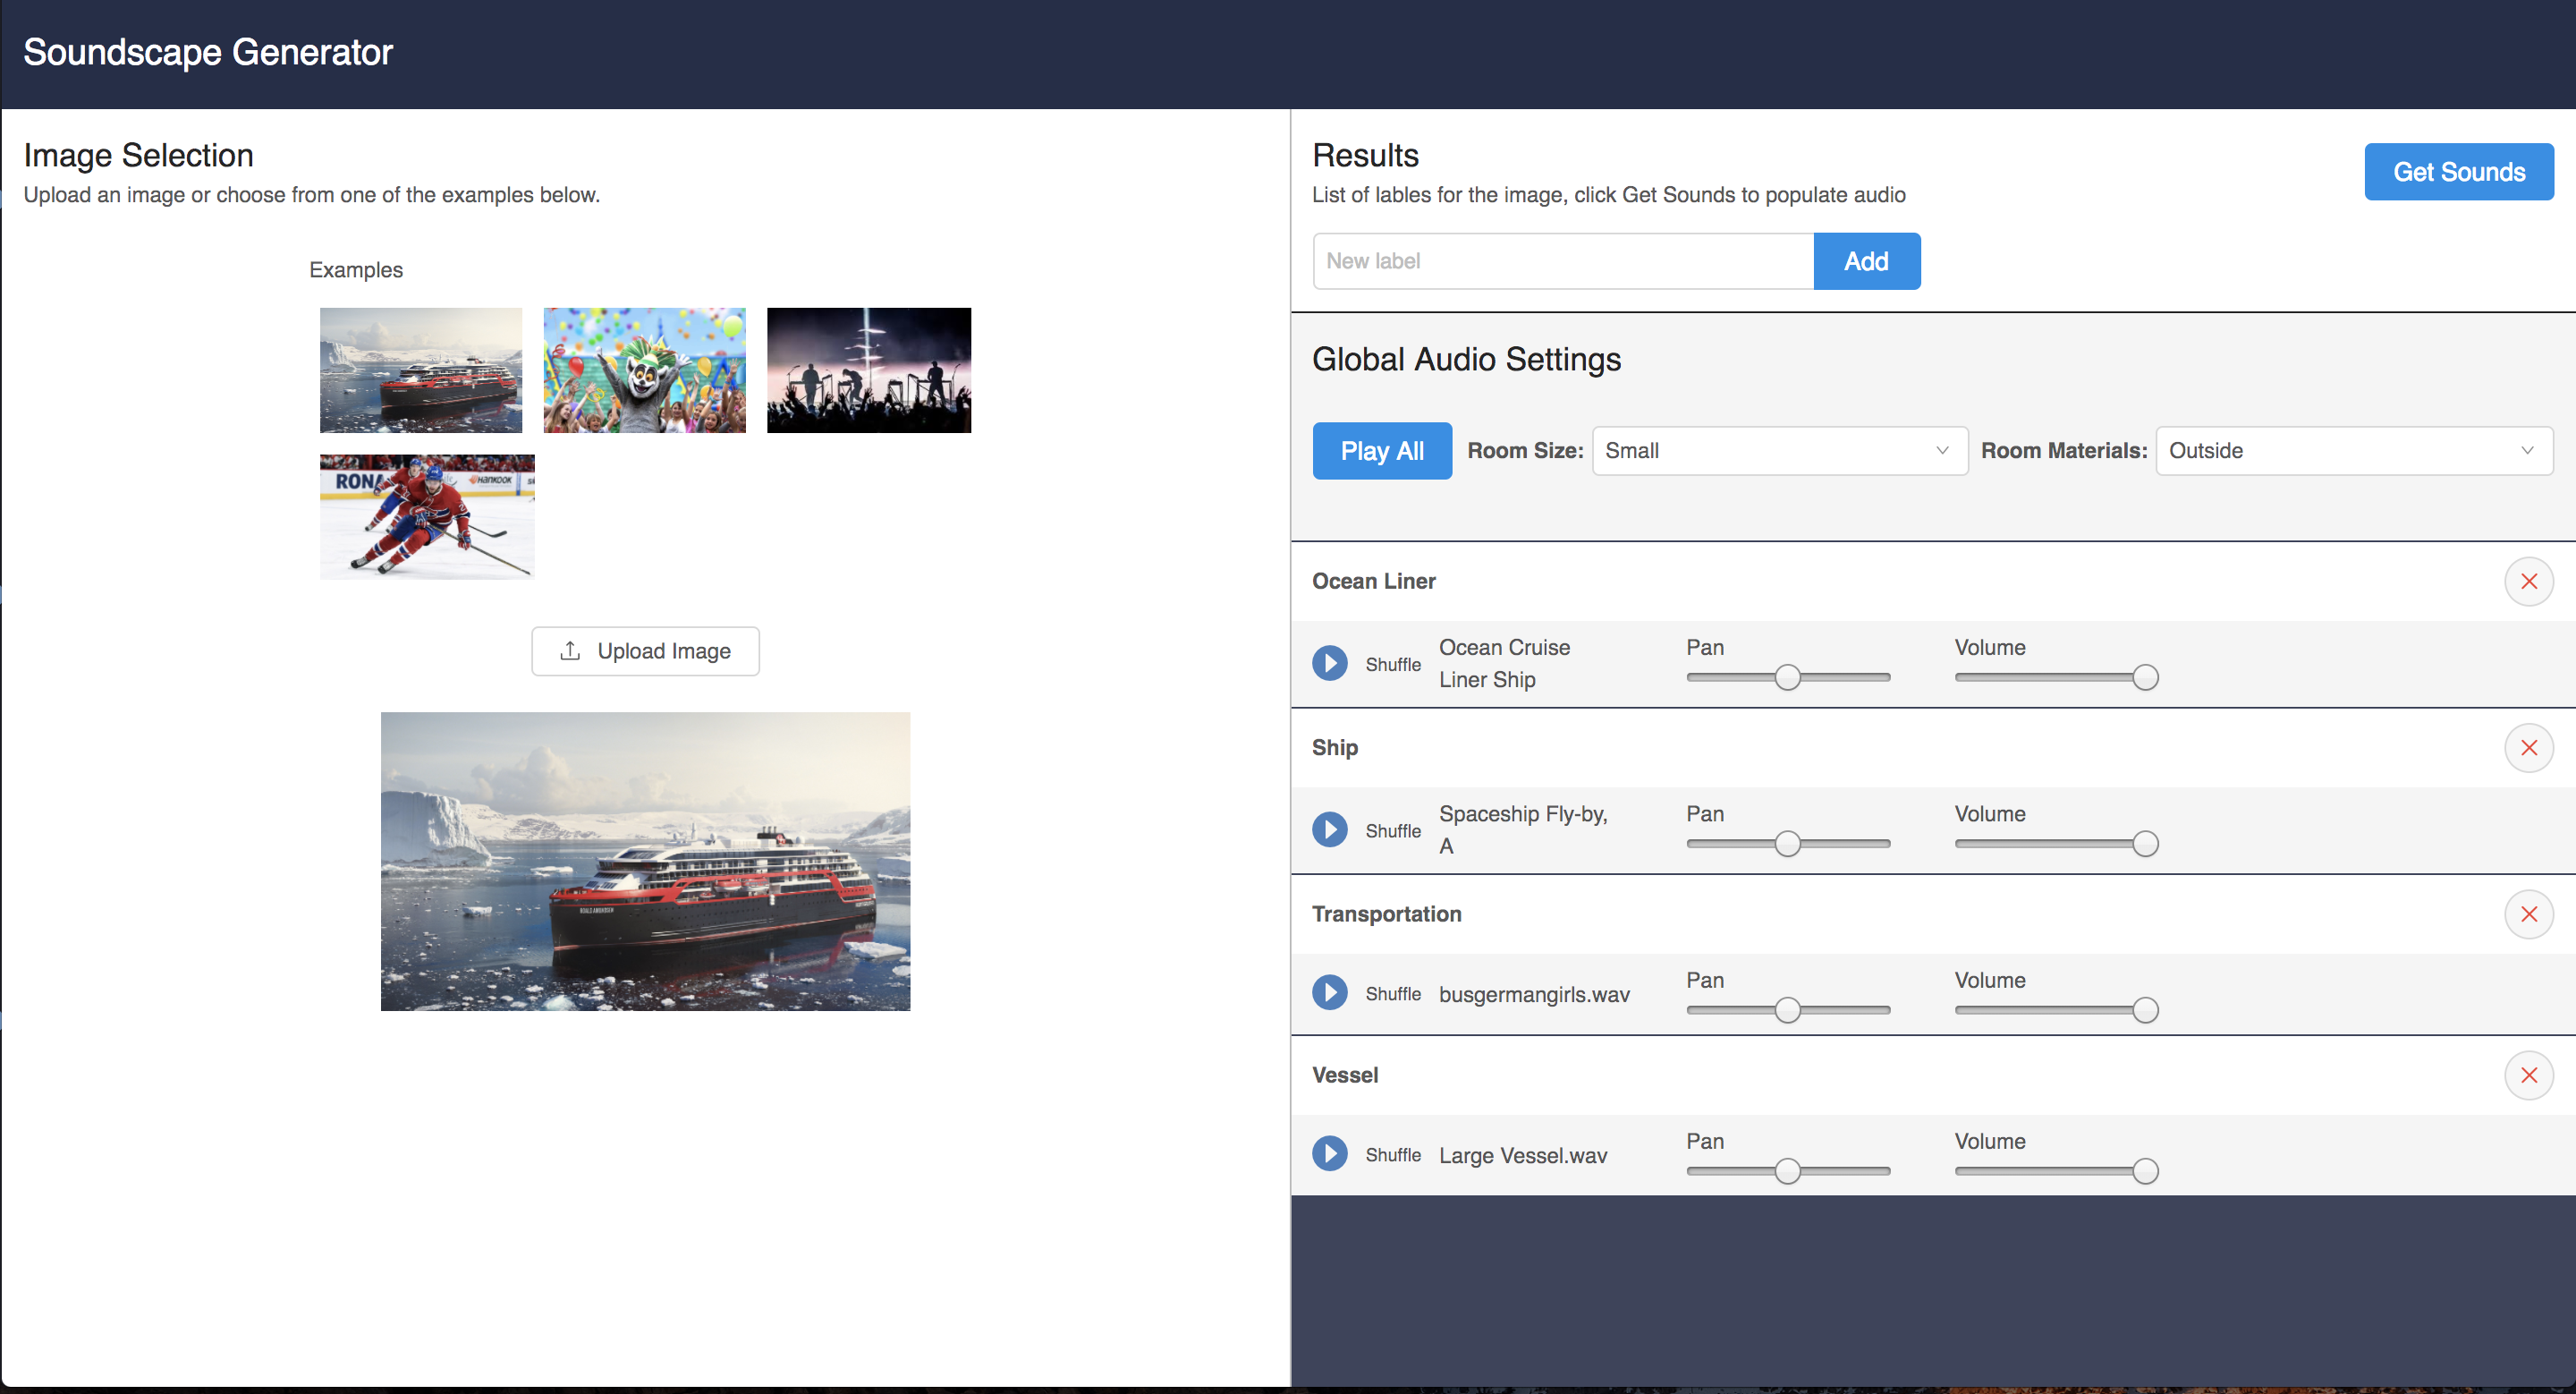 Soundscape Generator
Image Selection
Upload an image or choose from one of the examples below.
Examples
RONA
HANKOOK
Upload Image
ROALD AMUNDSEN
Results
List of lables for the image, click Get Sounds to populate audio
Get Sounds
New label
Add
Global Audio Settings
Play All
Room Size:
Small
Room Materials:
Outside
Ocean Liner
Shuffle
Ocean Cruise
Liner Ship
Pan
Volume
Ship
Shuffle
Spaceship Fly-by,
A
Pan
Volume
Transportation
Shuffle
busgermangirls.wav
Pan
Volume
Vessel
Shuffle
Large Vessel.wav
Pan
Volume